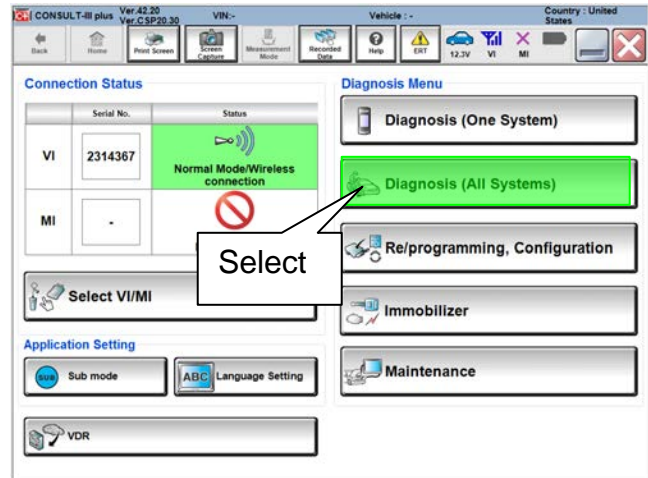 CONSULT-III plus Ver.42.20 VIN:- Vehicle : - Country : United
Ver.CSP20.30 States
Back Home Print Screen Screen Capture Measurement Mode Recorded Data Help ERT 12.3V VI MI
Connection Status
Serial No. Status
VI 2314367 Normal Mode/Wireless
connection
MI -
Select VI/MI
Application Setting
SUB Sub mode ABC Language Setting
VDR
Diagnosis Menu
Diagnosis (One System)
Diagnosis (All Systems)
Select
Re/programming, Configuration
Immobilizer
Maintenance